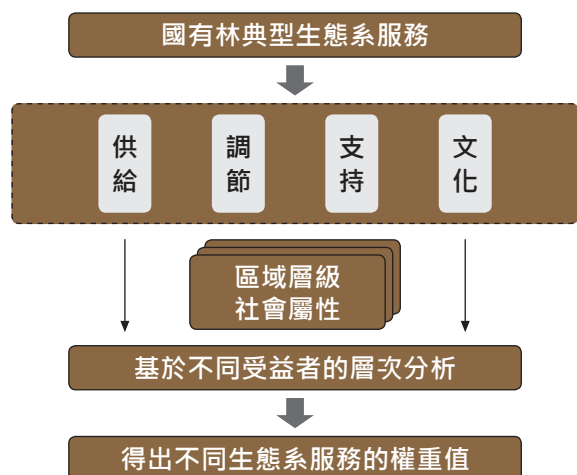 國有林典型生態系服務
供給
調節
支持
文化
區域層級
社會屬性
基於不同受益者的層次分析
得出不同生態系服務的權重值